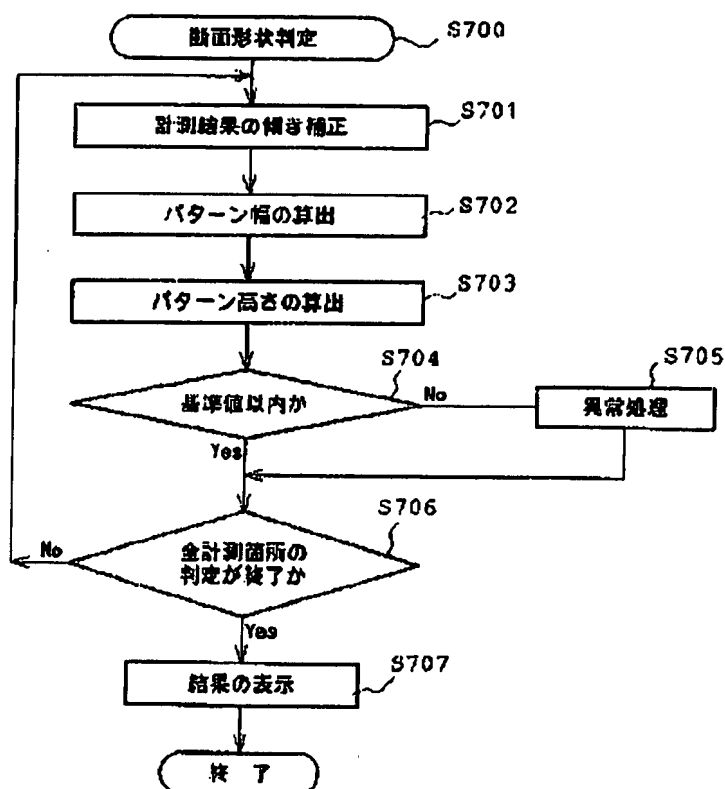 断面形状判定
S700
計測結果の傾き補正
S701
パターン幅の算出
S702
パターン高さの算出
S703
基準値以内か
S704
No
異常処理
S705
Yes
全計測箇所の
判定が終了か
S706
No
Yes
結果の表示
S707
終 了